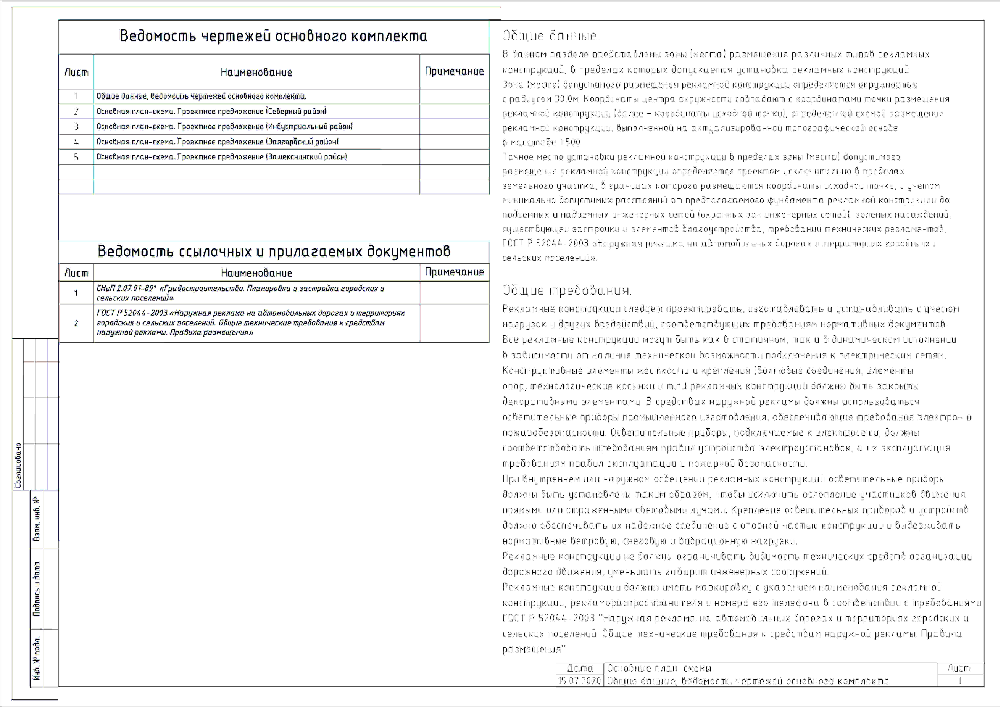 Ведомость чертежей основного комплекта
Лист Наименование Примечание
1 Общие данные, ведомость чертежей основного комплекта.
2 Основная план-схема. Проектное предложение (Северный район)
3 Основная план-схема. Проектное предложение (Индустриальный район)
4 Основная план-схема. Проектное предложение (Заягорбский район)
5 Основная план-схема. Проектное предложение (Зашекснинский район)
Ведомость ссылочных и прилагаемых документов
Лист Наименование Примечание
1 СНиП 2.07.01-89* «Градостроительство. Планировка и застройка городских и
сельских поселений»
2 ГОСТ Р 52044-2003 «Наружная реклама на автомобильных дорогах и территориях
городских и сельских поселений. Общие технические требования к средствам
наружной рекламы. Правила размещения»
Согласовано
Взам. инв. №
Подпись и дата
Инв. № подл.
Общие данные.
В данном разделе представлены зоны (места) размещения различных типов рекламных
конструкций, в пределах которых допускается установка рекламных конструкций
Зона (место) допустимого размещения рекламной конструкции определяется окружностью
с радиусом 30,0м Координаты центра окружности совпадают с координатами точки размещения
рекламной конструкции (далее – координаты исходной точки), определенной схемой размещения
рекламной конструкции, выполненной на актуализированной топографической основе
в масштабе 1:500
Точное место установки рекламной конструкции в пределах зоны (места) допустимого
размещения рекламной конструкции определяется проектом исключительно в пределах
земельного участка, в границах которого размещаются координаты исходной точки, с учетом
минимально допустимых расстояний от предполагаемого фундамента рекламной конструкции до
подземных и надземных инженерных сетей (охранных зон инженерных сетей), зеленых насаждений,
существующей застройки и элементов благоустройства, требований технических регламентов,
ГОСТ Р 52044-2003 «Наружная реклама на автомобильных дорогах и территориях городских и
сельских поселений».
Общие требования.
Рекламные конструкции следует проектировать, изготавливать и устанавливать с учетом
нагрузок и других воздействий, соответствующих требованиям нормативных документов.
Все рекламные конструкции могут быть как в статичном, так и в динамическом исполнении
в зависимости от наличия технической возможности подключения к электрическим сетям.
Конструктивные элементы жесткости и крепления (болтовые соединения, элементы
опор, технологические косынки и т.п.) рекламных конструкций должны быть закрыты
декоративными элементами В средствах наружной рекламы должны использоваться
осветительные приборы промышленного изготовления, обеспечивающие требования электро- и
пожаробезопасности. Осветительные приборы, подключаемые к электросети, должны
соответствовать требованиям правил устройства электроустановок, а их эксплуатация
требованиям правил эксплуатации и пожарной безопасности.
При внутреннем или наружном освещении рекламных конструкций осветительные приборы
должны быть установлены таким образом, чтобы исключить ослепление участников движения
прямыми или отраженными световыми лучами. Крепление осветительных приборов и устройств
должно обеспечивать их надежное соединение с опорной частью конструкции и выдерживать
нормативные ветровую, снеговую и вибрационную нагрузки.
Рекламные конструкции не должны ограничивать видимость технических средств организации
дорожного движения, уменьшать габарит инженерных сооружений.
Рекламные конструкции должны иметь маркировку с указанием наименования рекламной
конструкции, рекламораспространителя и номера его телефона в соответствии с требованиями
ГОСТ Р 52044-2003 "Наружная реклама на автомобильных дорогах и территориях городских и
сельских поселений Общие технические требования к средствам наружной рекламы Правила
размещения".
Дата Основные план-схемы. Лист
15 07.2020 Общие данные, ведомость чертежей основного комплекта 1